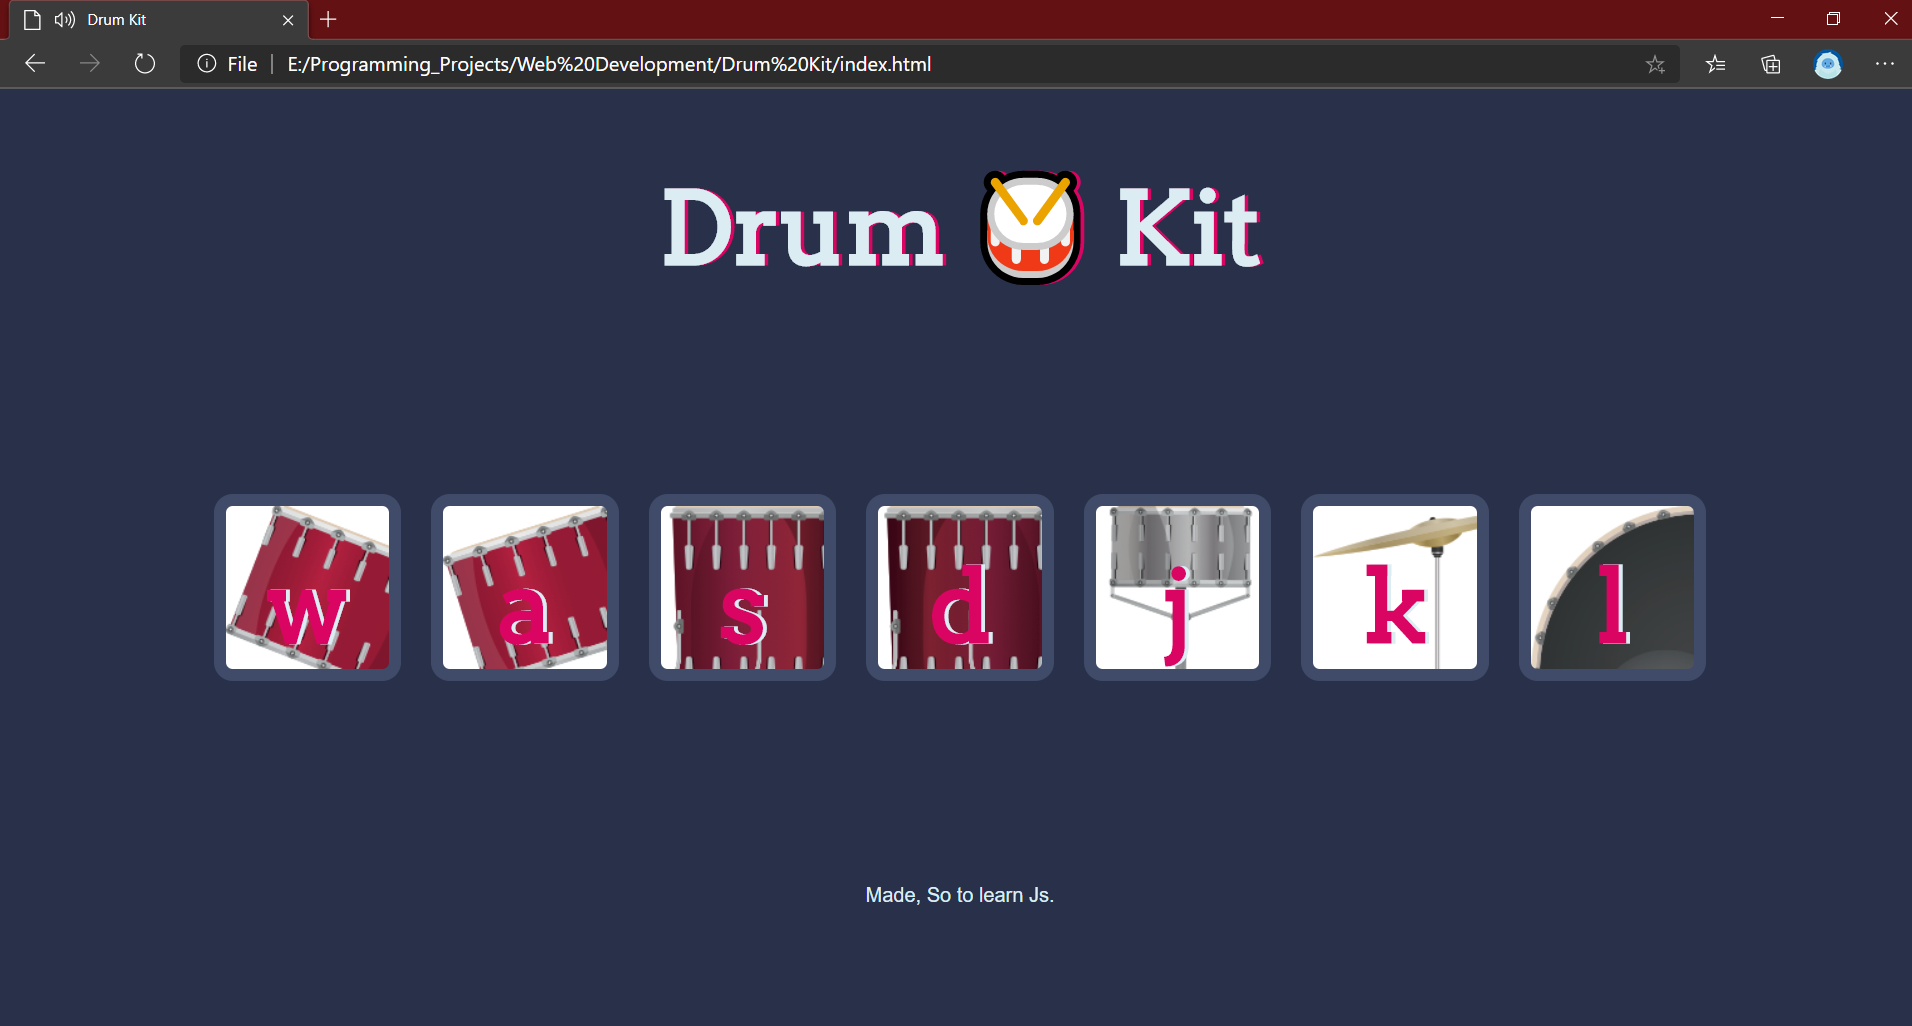 Drum Kit
File E:/Programming_Projects/Web%20Development/Drum%20Kit/index.html
Drum 🥁 Kit
w a s d j k l
Made, So to learn Js.